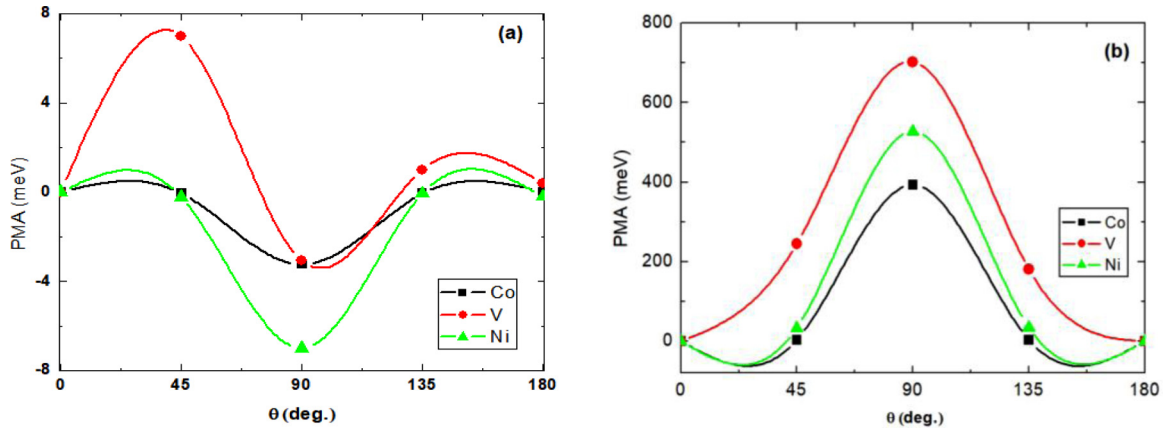 (a)
8
4
0
-4
-8
PMA (meV)
Co
V
Ni
0 45 90 135 180
θ (deg.)
(b)
800
600
400
200
0
PMA (meV)
Co
V
Ni
0 45 90 135 180
θ (deg.)